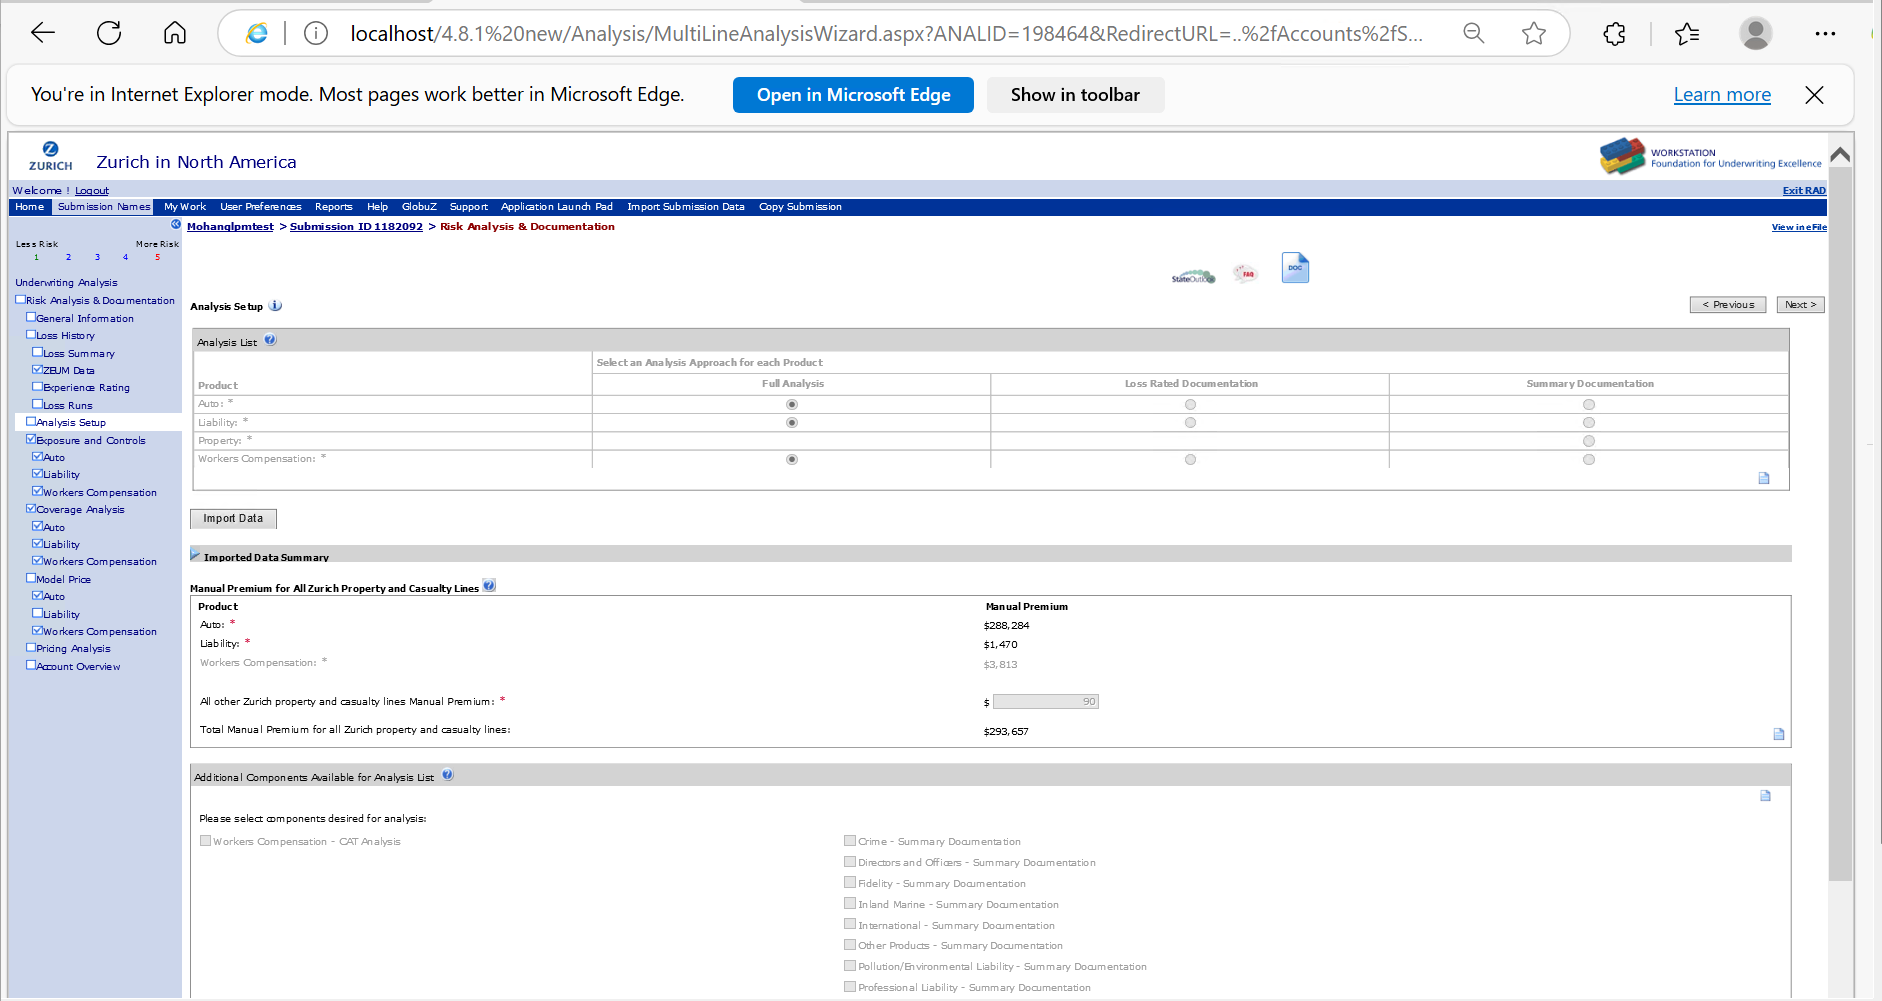 localhost/4.8.1%20new/Analysis/MultiLineAnalysisWizard.aspx?ANALID=198464&RedirectURL=..%2fAccounts%2fS...
You're in Internet Explorer mode. Most pages work better in Microsoft Edge.
Open in Microsoft Edge
Show in toolbar
Learn more
ZURICH
Zurich in North America
WORKSTATION
Foundation for Underwriting Excellence
Welcome ! Logout
Exit RAD
Home Submission Names My Work User Preferences Reports Help GlobuZ Support Application Launch Pad Import Submission Data Copy Submission
Mohanglpmtest > Submission ID 1182092 > Risk Analysis & Documentation
View in eFile
Less Risk More Risk
1 2 3 4 5
Underwriting Analysis
Risk Analysis & Documentation
General Information
Loss History
Loss Summary
ZEUM Data
Experience Rating
Loss Runs
Analysis Setup
Exposure and Controls
Auto
Liability
Workers Compensation
Coverage Analysis
Auto
Liability
Workers Compensation
Model Price
Auto
Liability
Workers Compensation
Pricing Analysis
Account Overview
StateOutlook
FAQ
DOC
Analysis Setup
< Previous
Next >
Analysis List
Select an Analysis Approach for each Product
Product Full Analysis Loss Rated Documentation Summary Documentation
Auto: *
Liability: *
Property: *
Workers Compensation: *
Import Data
Imported Data Summary
Manual Premium for All Zurich Property and Casualty Lines
Product Manual Premium
Auto: * $288,284
Liability: * $1,470
Workers Compensation: * $3,813
All other Zurich property and casualty lines Manual Premium: * $ 90
Total Manual Premium for all Zurich property and casualty lines: $293,657
Additional Components Available for Analysis List
Please select components desired for analysis:
Workers Compensation - CAT Analysis
Crime - Summary Documentation
Directors and Officers - Summary Documentation
Fidelity - Summary Documentation
Inland Marine - Summary Documentation
International - Summary Documentation
Other Products - Summary Documentation
Pollution/Environmental Liability - Summary Documentation
Professional Liability - Summary Documentation